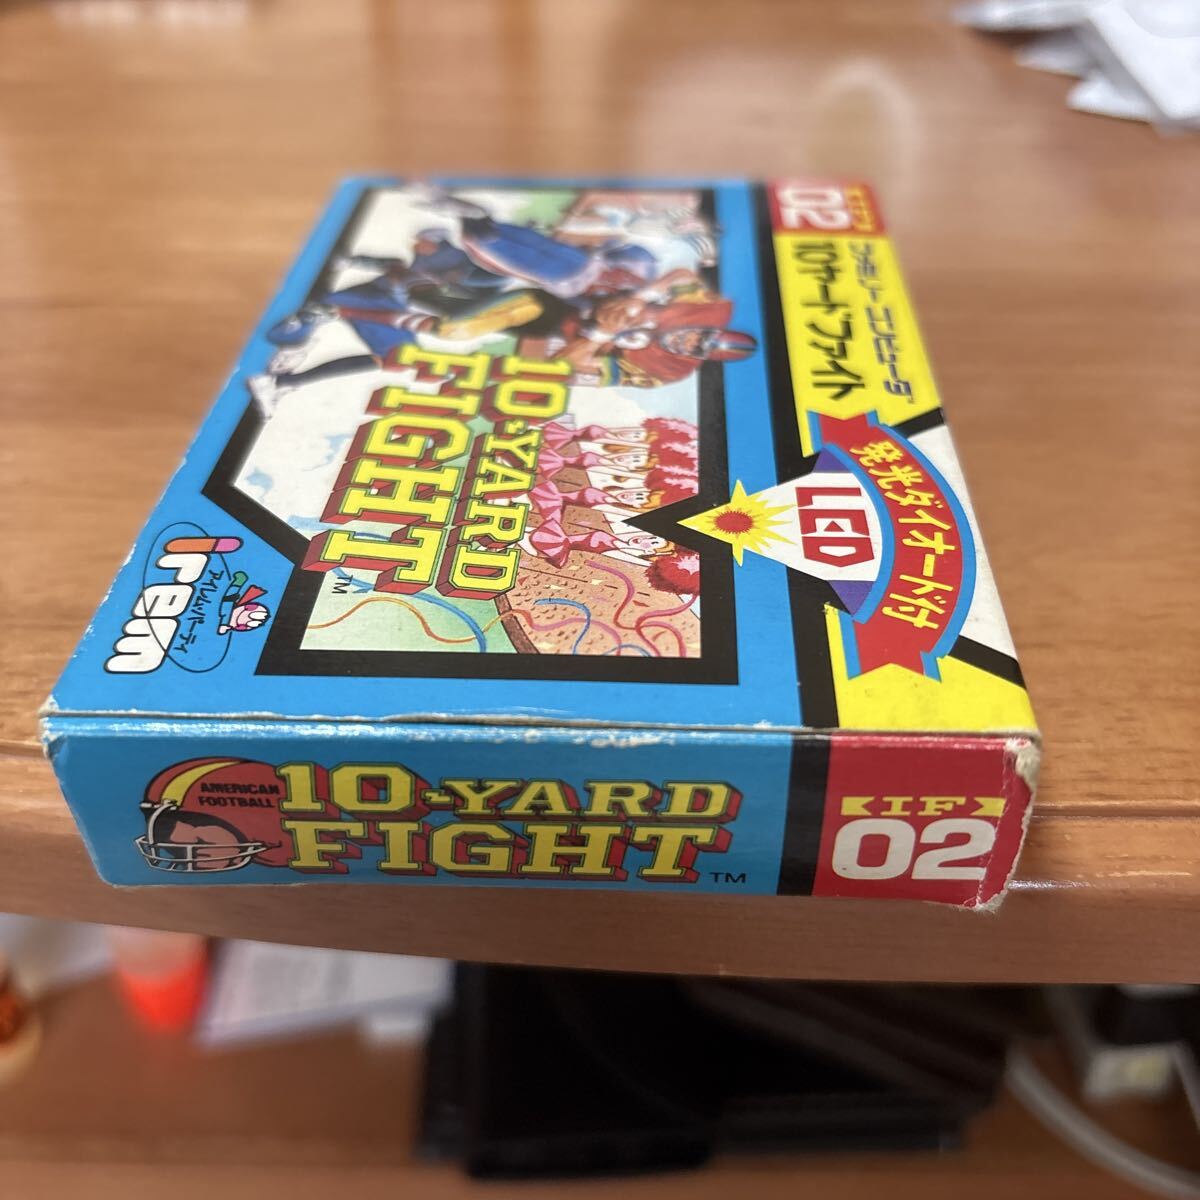 02
ファミリーコンピュータ
10ヤードファイト
発光ダイオード付
LED
10-YARD
FIGHT
TM
irem
アイレムパーティ
AMERICAN
FOOTBALL
10-YARD
FIGHT
TM
IF
02